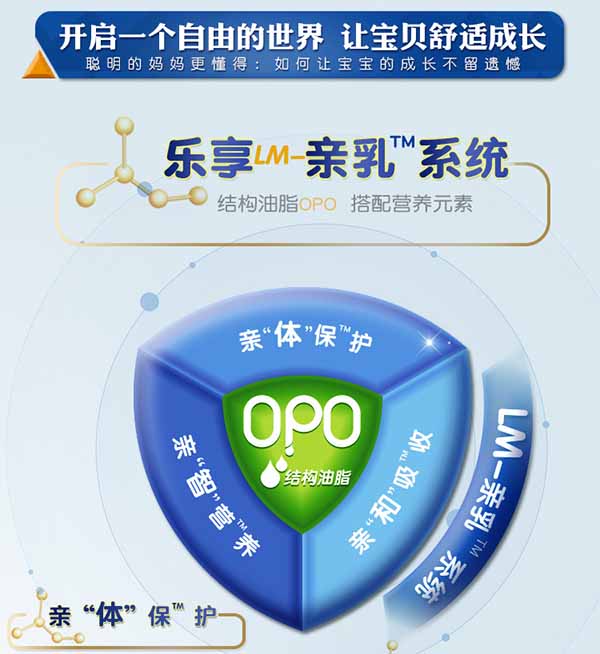 开启一个自由的世界 让宝贝舒适成长
聪明的妈妈更懂得：如何让宝宝的成长不留遗憾
乐享LM-亲乳™系统
结构油脂OPO 搭配营养元素
亲“体”保™护
OPO
结构油脂
亲“智”营™养
亲“和”吸™收
LM-亲乳™系统
亲“体”保™护